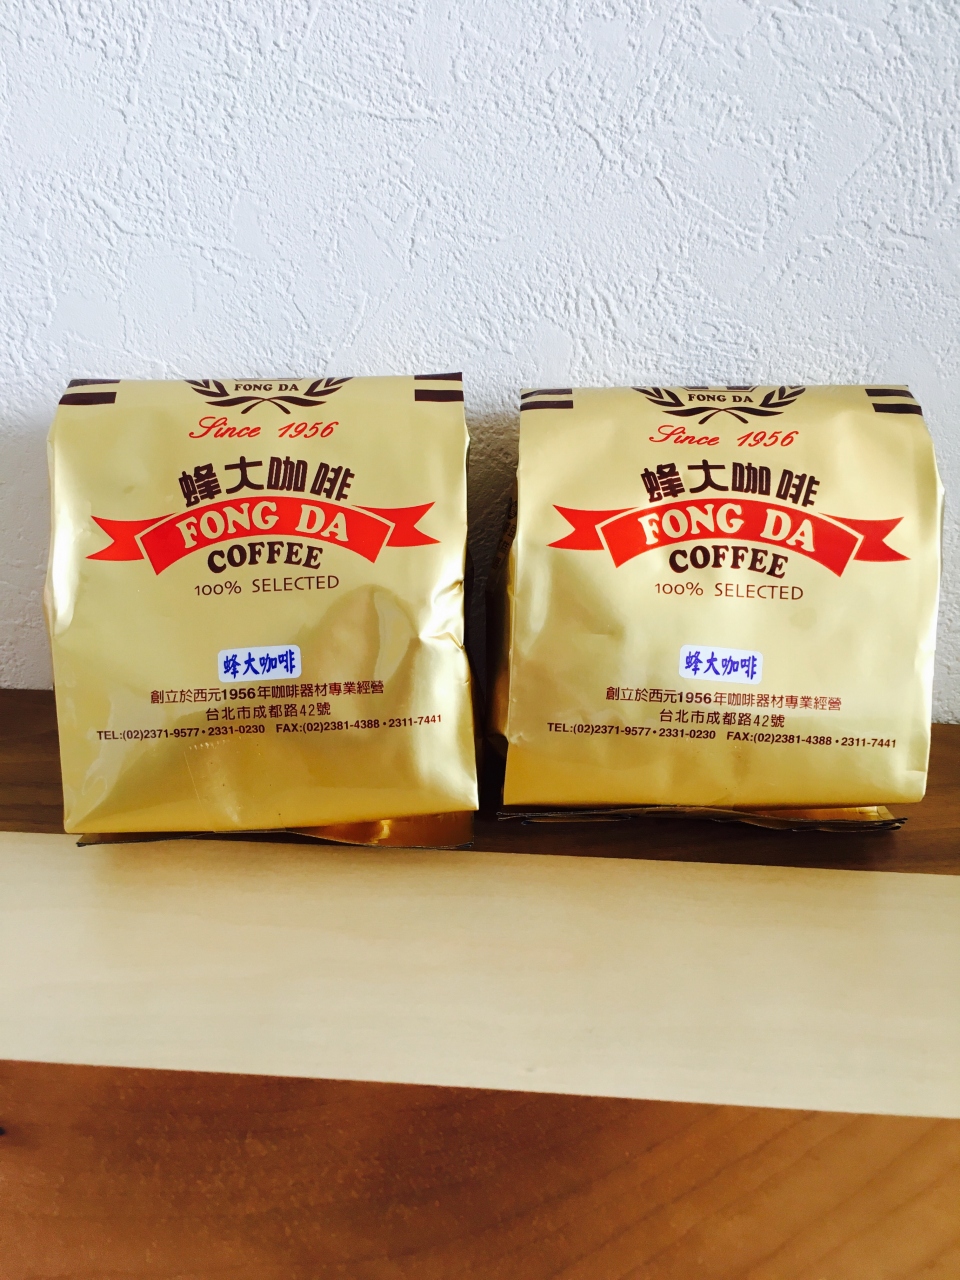 FONG DA
Since 1956
蜂大咖啡
FONG DA
COFFEE
100% SELECTED
蜂大咖啡
創立於西元1956年咖啡器材專業經營
台北市成都路42號
TEL:(02)2371-9577•2331-0230 FAX:(02)2381-4388•2311-7441
FONG DA
Since 1956
蜂大咖啡
FONG DA
COFFEE
100% SELECTED
蜂大咖啡
創立於西元1956年咖啡器材專業經營
台北市成都路42號
TEL:(02)2371-9577•2331-0230 FAX:(02)2381-4388•2311-7441